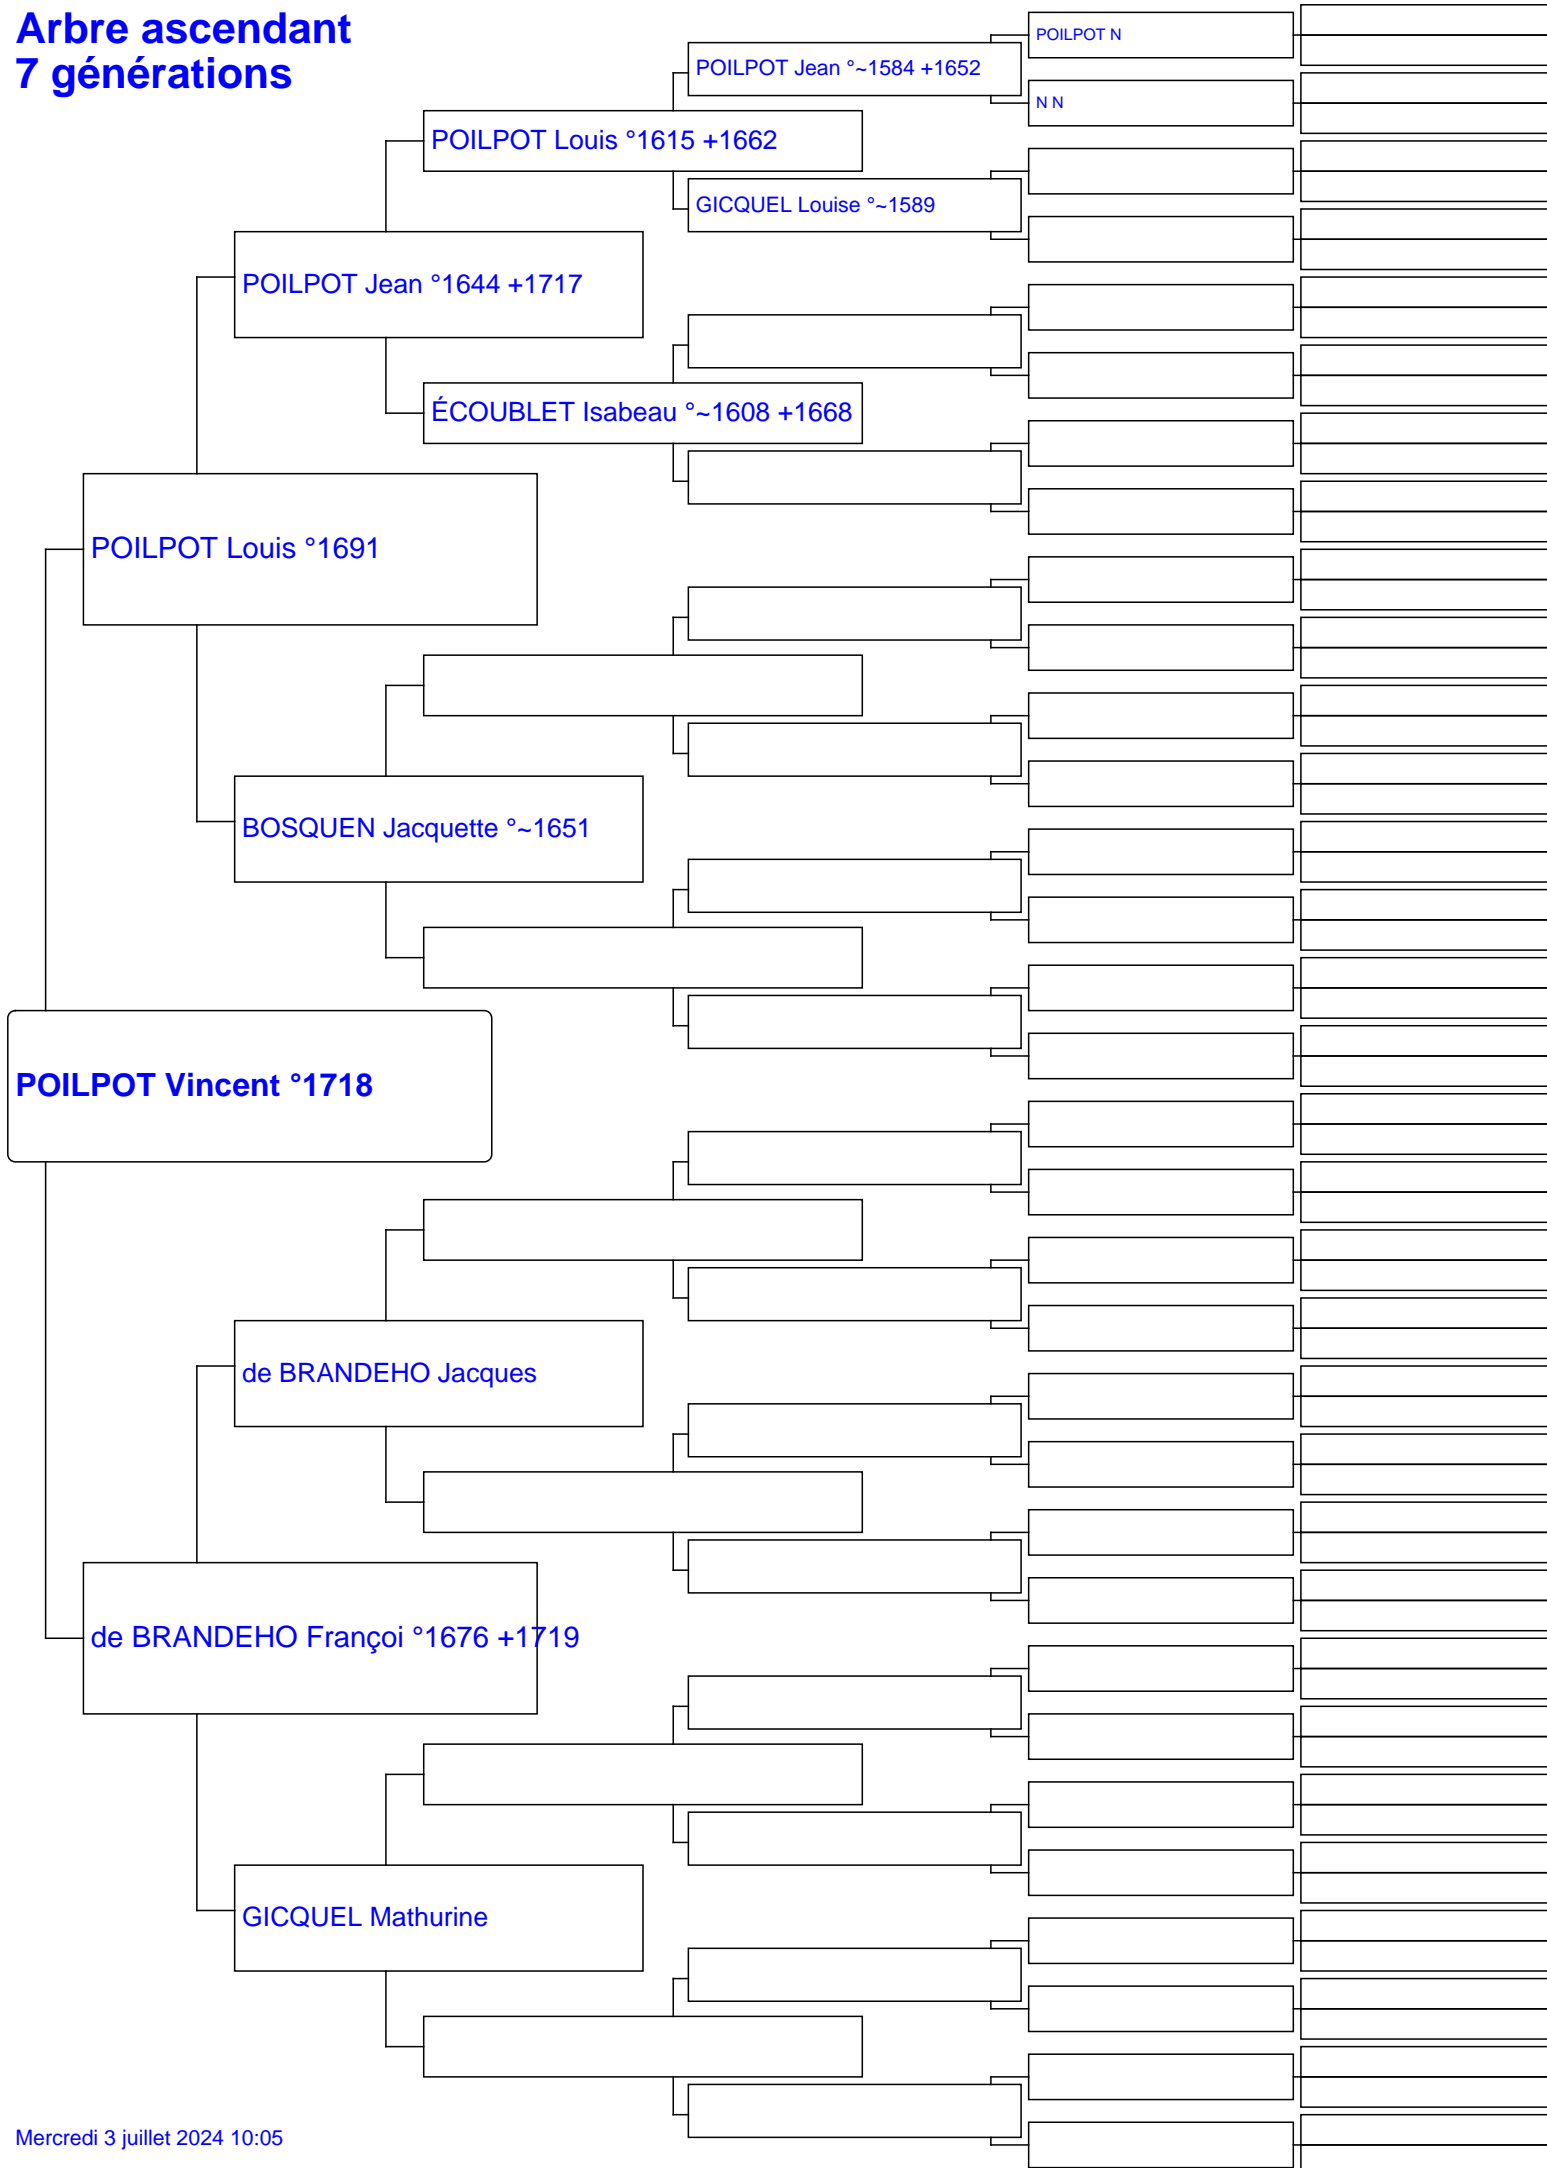 Arbre ascendant
7 générations
POILPOT N
POILPOT Jean °~1584 +1652
N N
POILPOT Louis °1615 +1662
GICQUEL Louise °~1589
POILPOT Jean °1644 +1717
ÉCOUBLET Isabeau °~1608 +1668
POILPOT Louis °1691
BOSQUEN Jacquette °~1651
POILPOT Vincent °1718
de BRANDEHO Jacques
de BRANDEHO Françoi °1676 +1719
GICQUEL Mathurine
Mercredi 3 juillet 2024 10:05